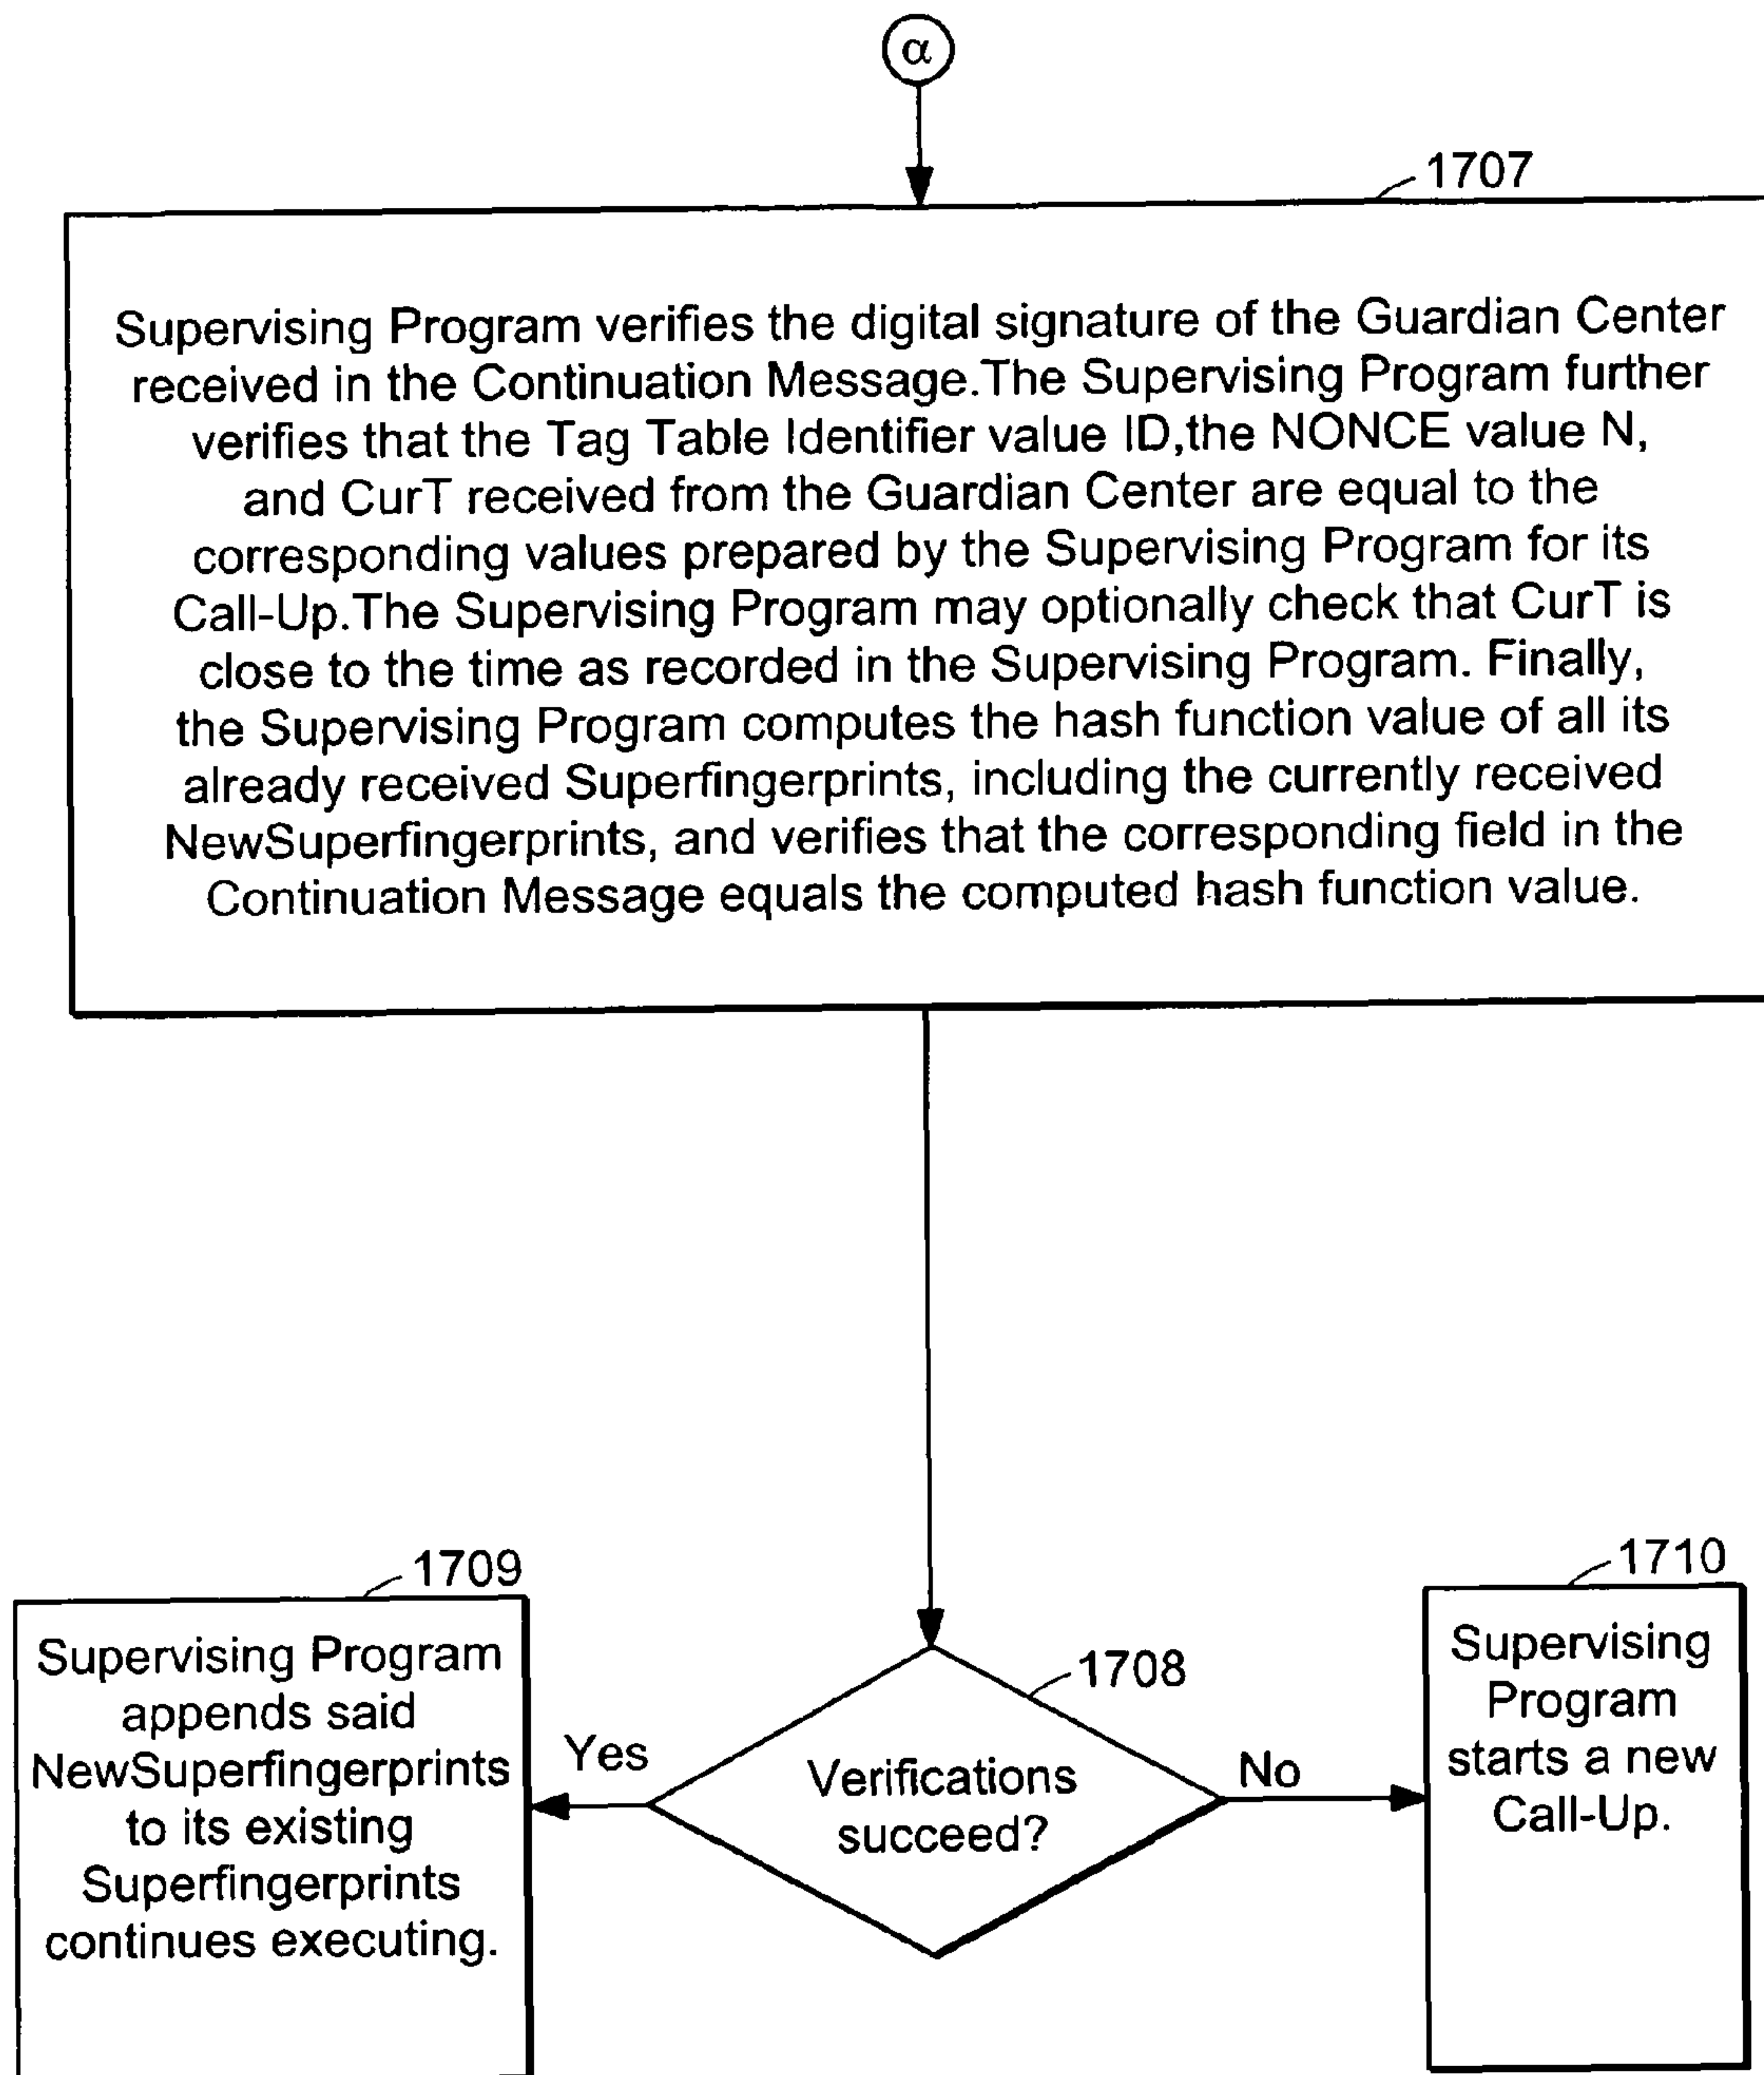 α
1707
Supervising Program verifies the digital signature of the Guardian Center
received in the Continuation Message.The Supervising Program further
verifies that the Tag Table Identifier value ID,the NONCE value N,
and CurT received from the Guardian Center are equal to the
corresponding values prepared by the Supervising Program for its
Call-Up.The Supervising Program may optionally check that CurT is
close to the time as recorded in the Supervising Program. Finally,
the Supervising Program computes the hash function value of all its
already received Superfingerprints, including the currently received
NewSuperfingerprints, and verifies that the corresponding field in the
Continuation Message equals the computed hash function value.
1709
Supervising Program
appends said
NewSuperfingerprints
to its existing
Superfingerprints
continues executing.
Yes
1708
Verifications
succeed?
No
1710
Supervising
Program
starts a new
Call-Up.